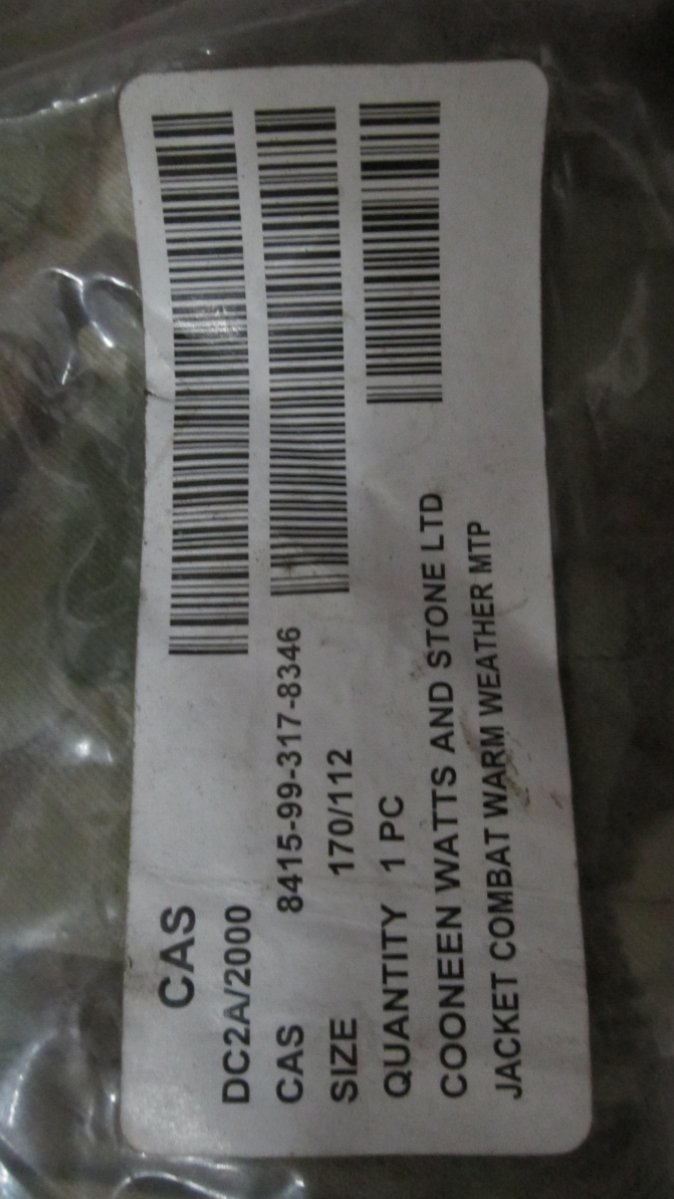 CAS
DC2A/2000
CAS 8415-99-317-8346
SIZE 170/112
QUANTITY 1 PC
COONEEN WATTS AND STONE LTD
JACKET COMBAT WARM WEATHER MTP